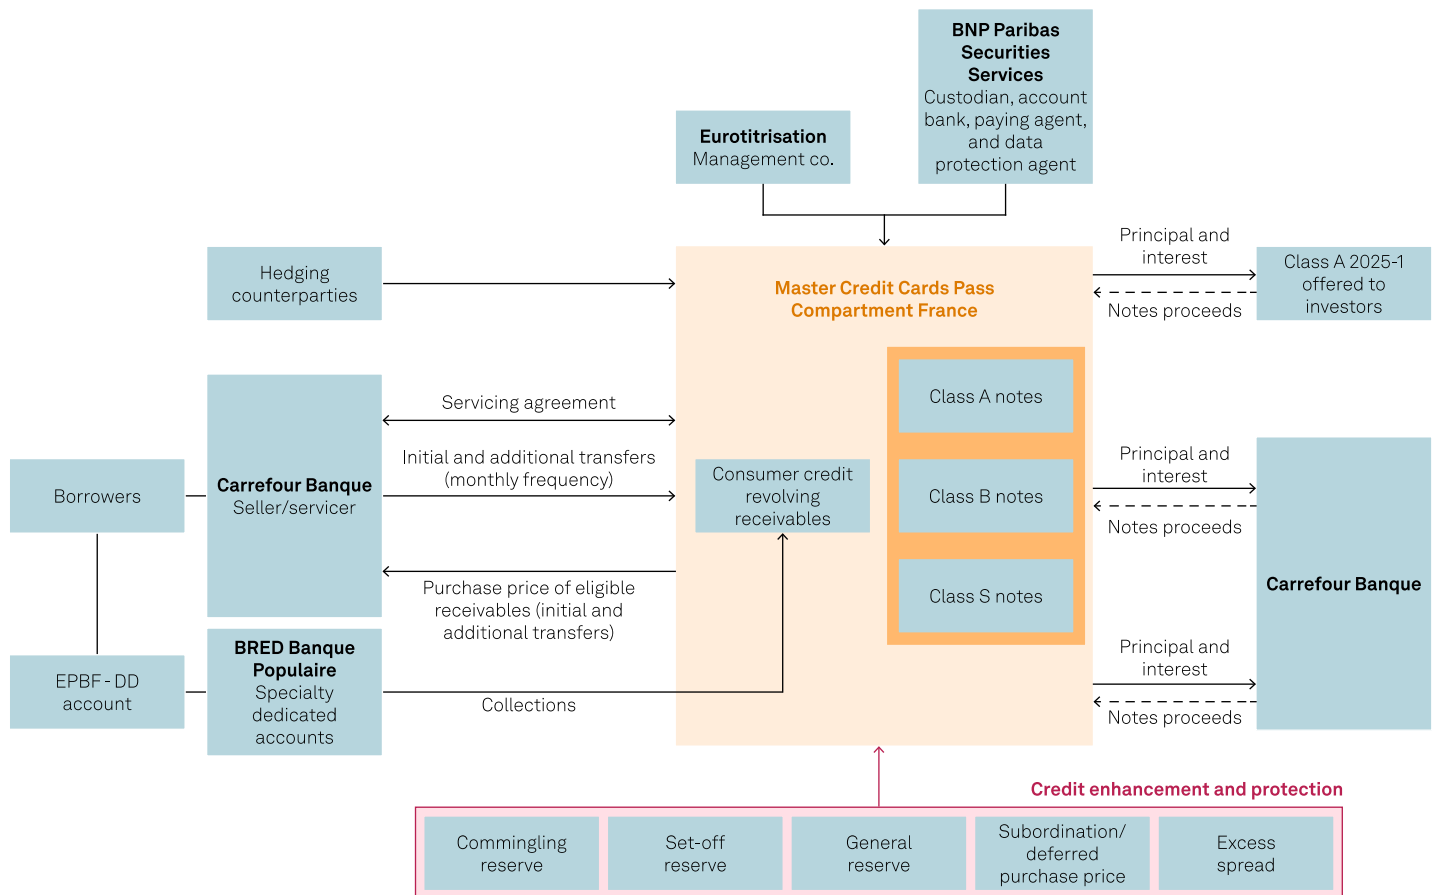 BNP Paribas
Securities
Services
Custodian, account
bank, paying agent,
and data
protection agent
Eurotitrisation
Management co.
Hedging
counterparties
Master Credit Cards Pass
Compartment France
Principal and
interest
Notes proceeds
Class A 2025-1
offered to
investors
Borrowers
Carrefour Banque
Seller/servicer
Servicing agreement
Initial and additional transfers
(monthly frequency)
Purchase price of eligible
receivables (initial and
additional transfers)
Consumer credit
revolving
receivables
Class A notes
Class B notes
Class S notes
Principal and
interest
Notes proceeds
Carrefour Banque
Principal and
interest
Notes proceeds
EPBF - DD
account
BRED Banque
Populaire
Specialty
dedicated
accounts
Collections
Credit enhancement and protection
Commingling
reserve
Set-off
reserve
General
reserve
Subordination/
deferred
purchase price
Excess
spread